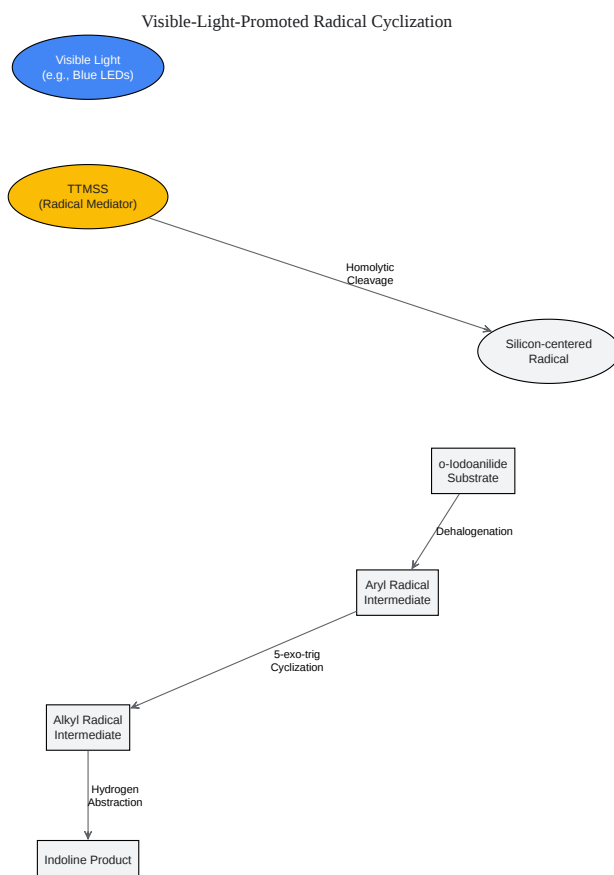 Visible-Light-Promoted Radical Cyclization
Visible Light
(e.g., Blue LEDs)
TTMSS
(Radical Mediator)
Homolytic
Cleavage
Silicon-centered
Radical
o-Iodoanilide
Substrate
Dehalogenation
Aryl Radical
Intermediate
5-exo-trig
Cyclization
Alkyl Radical
Intermediate
Hydrogen
Abstraction
Indoline Product